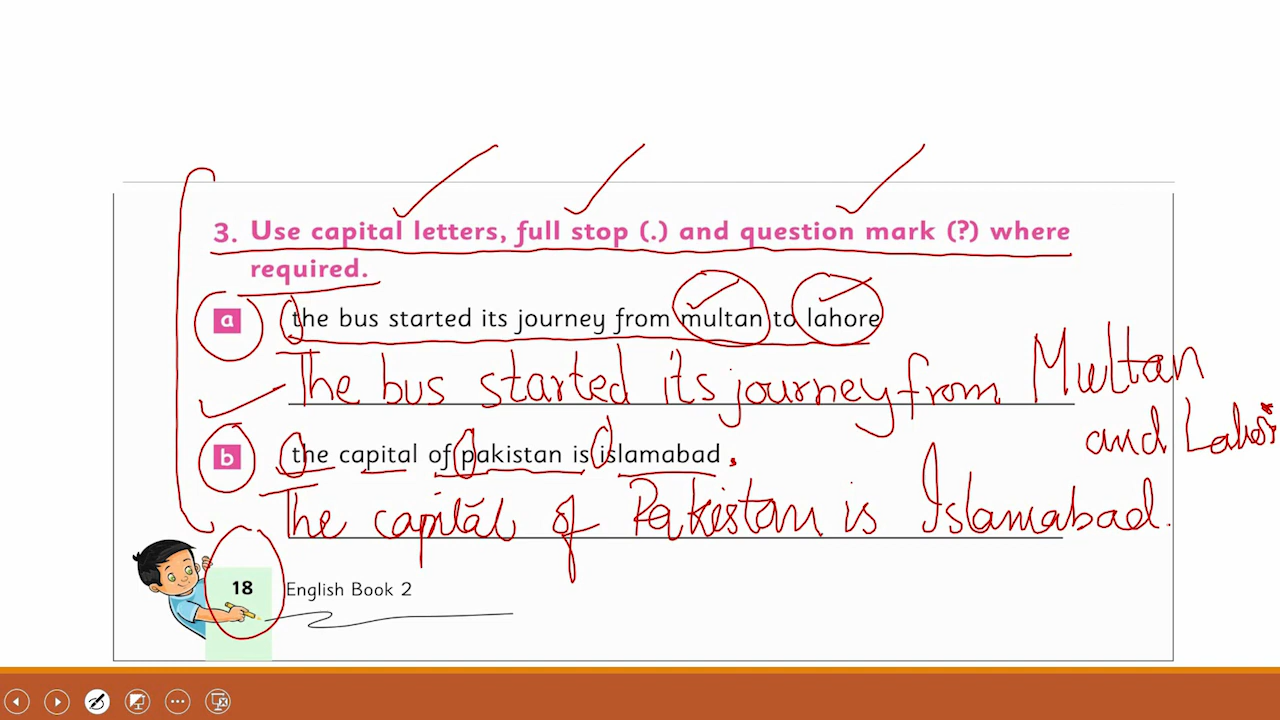 3. Use capital letters, full stop (.) and question mark (?) where
required.
a the bus started its journey from multan to lahore
The bus started its journey from Multan
and Lahore.
b the capital of pakistan is islamabad.
The capital of Pakistan is Islamabad.
18 English Book 2